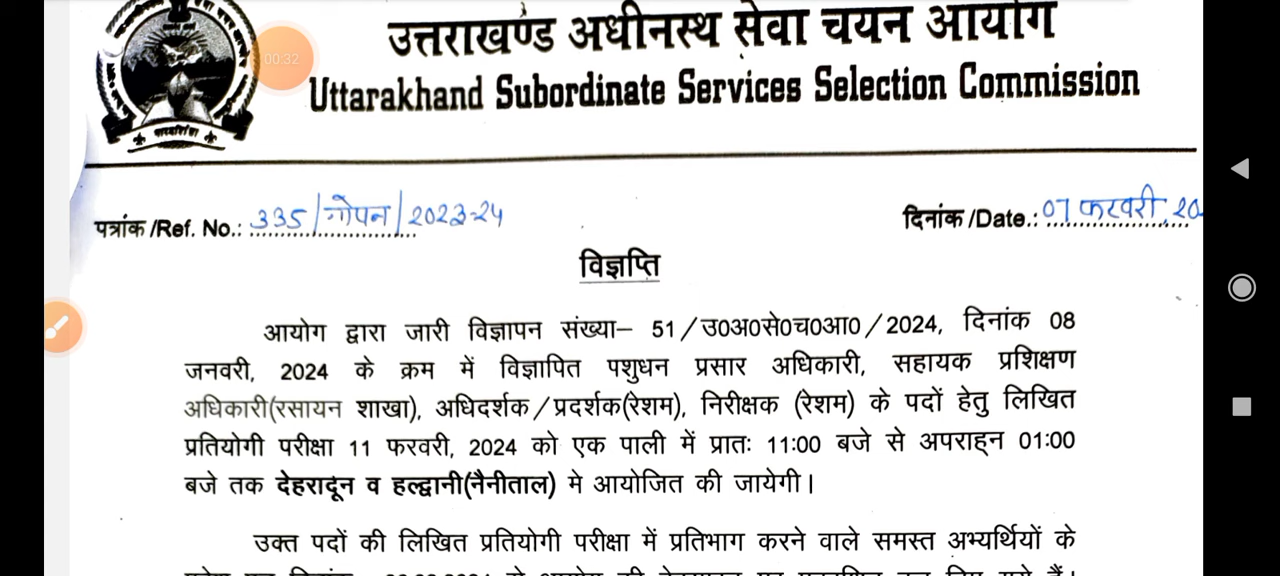 00:32
उत्तराखण्ड अधीनस्थ सेवा चयन आयोग
Uttarakhand Subordinate Services Selection Commission
पत्रांक /Ref. No.: 335/गोपन/2023-24
दिनांक /Date.: 07 फरवरी, 20
विज्ञप्ति
आयोग द्वारा जारी विज्ञापन संख्या– 51/उ0अ0से0च0आ0/2024, दिनांक 08
जनवरी, 2024 के क्रम में विज्ञापित पशुधन प्रसार अधिकारी, सहायक प्रशिक्षण
अधिकारी(रसायन शाखा), अधिदर्शक/प्रदर्शक(रेशम), निरीक्षक (रेशम) के पदों हेतु लिखित
प्रतियोगी परीक्षा 11 फरवरी, 2024 को एक पाली में प्रातः 11:00 बजे से अपराह्न 01:00
बजे तक देहरादून व हल्द्वानी(नैनीताल) मे आयोजित की जायेगी।
उक्त पदों की लिखित प्रतियोगी परीक्षा में प्रतिभाग करने वाले समस्त अभ्यर्थियों के